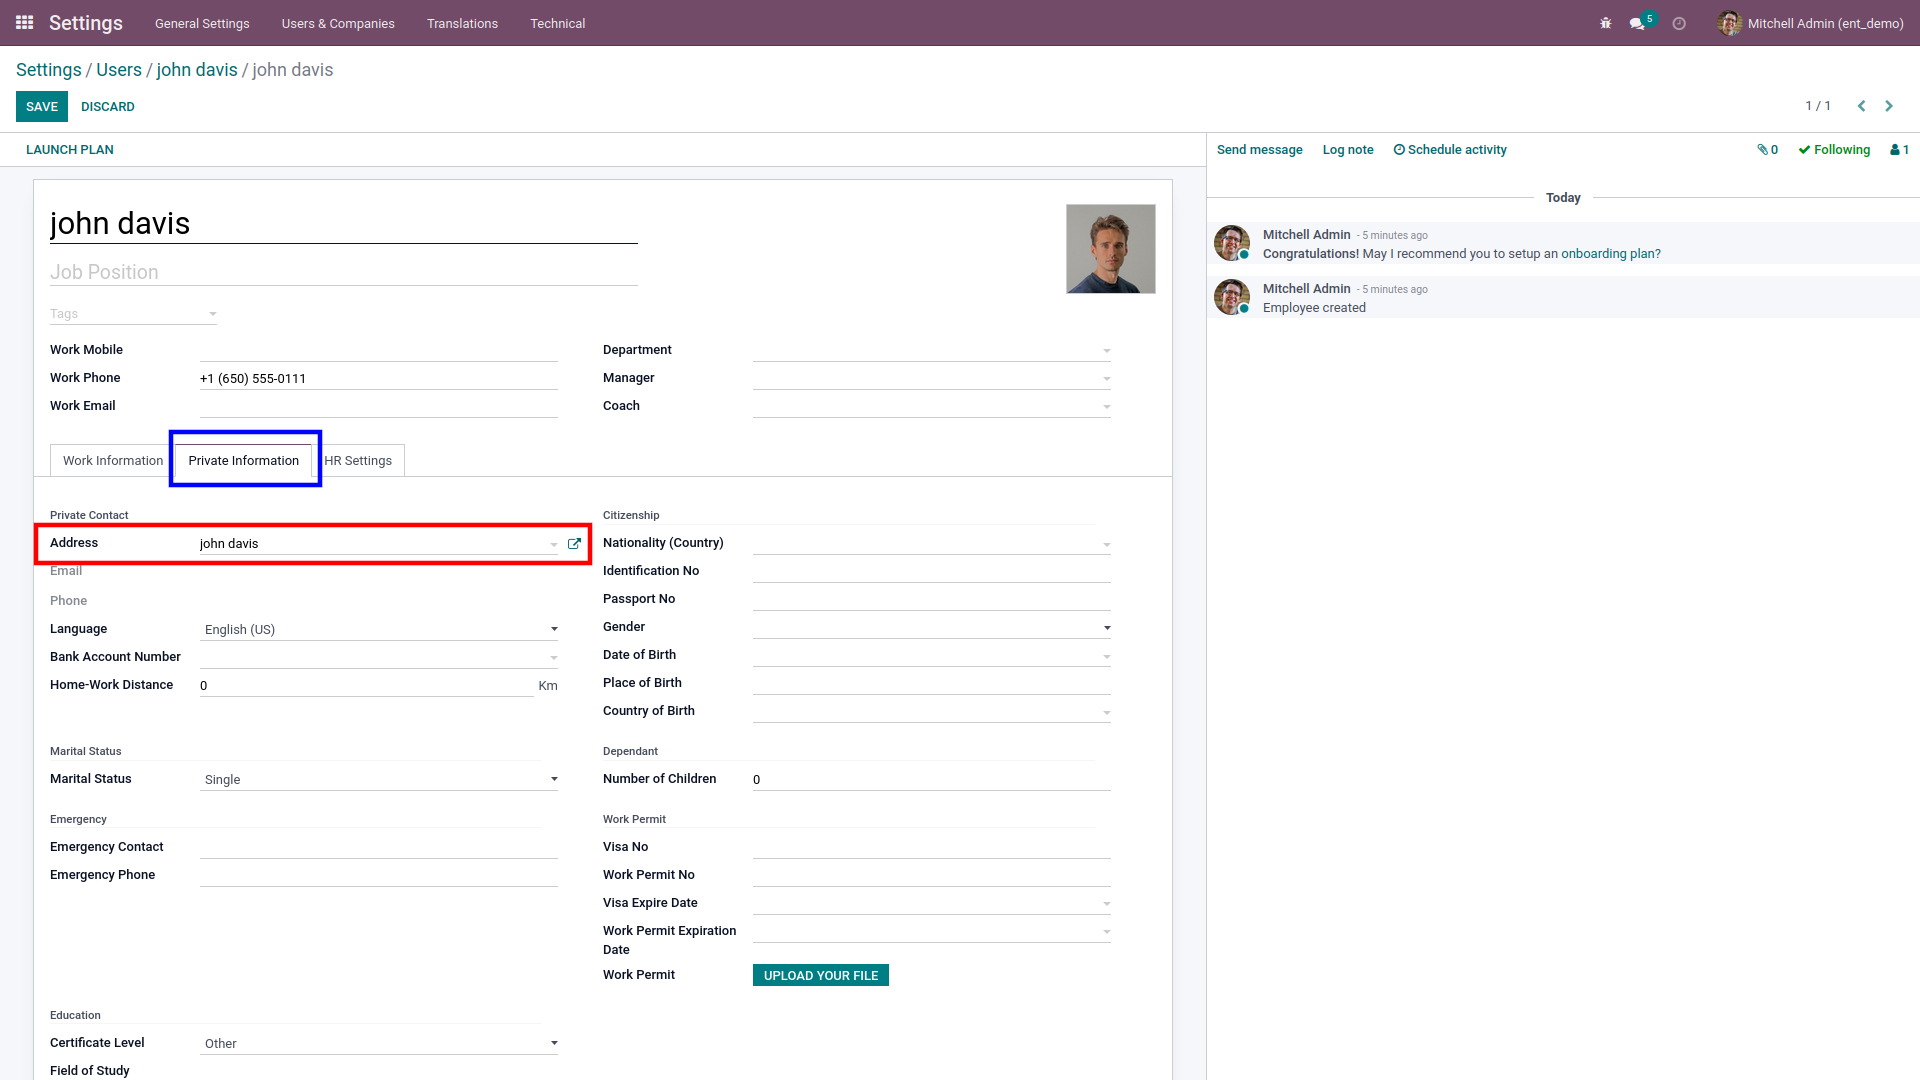 Settings General Settings Users & Companies Translations Technical 5 Mitchell Admin (ent_demo)
Settings / Users / john davis / john davis
SAVE DISCARD 1 / 1
LAUNCH PLAN
john davis
Job Position
Tags
Work Mobile
Work Phone +1 (650) 555-0111
Work Email
Department
Manager
Coach
Work Information Private Information HR Settings
Private Contact
Address john davis
Email
Phone
Language English (US)
Bank Account Number
Home-Work Distance 0 Km
Citizenship
Nationality (Country)
Identification No
Passport No
Gender
Date of Birth
Place of Birth
Country of Birth
Marital Status
Marital Status Single
Dependant
Number of Children 0
Emergency
Emergency Contact
Emergency Phone
Work Permit
Visa No
Work Permit No
Visa Expire Date
Work Permit Expiration
Date
Work Permit UPLOAD YOUR FILE
Education
Certificate Level Other
Field of Study
Send message Log note Schedule activity 0 Following 1
Today
Mitchell Admin - 5 minutes ago
Congratulations! May I recommend you to setup an onboarding plan?
Mitchell Admin - 5 minutes ago
Employee created